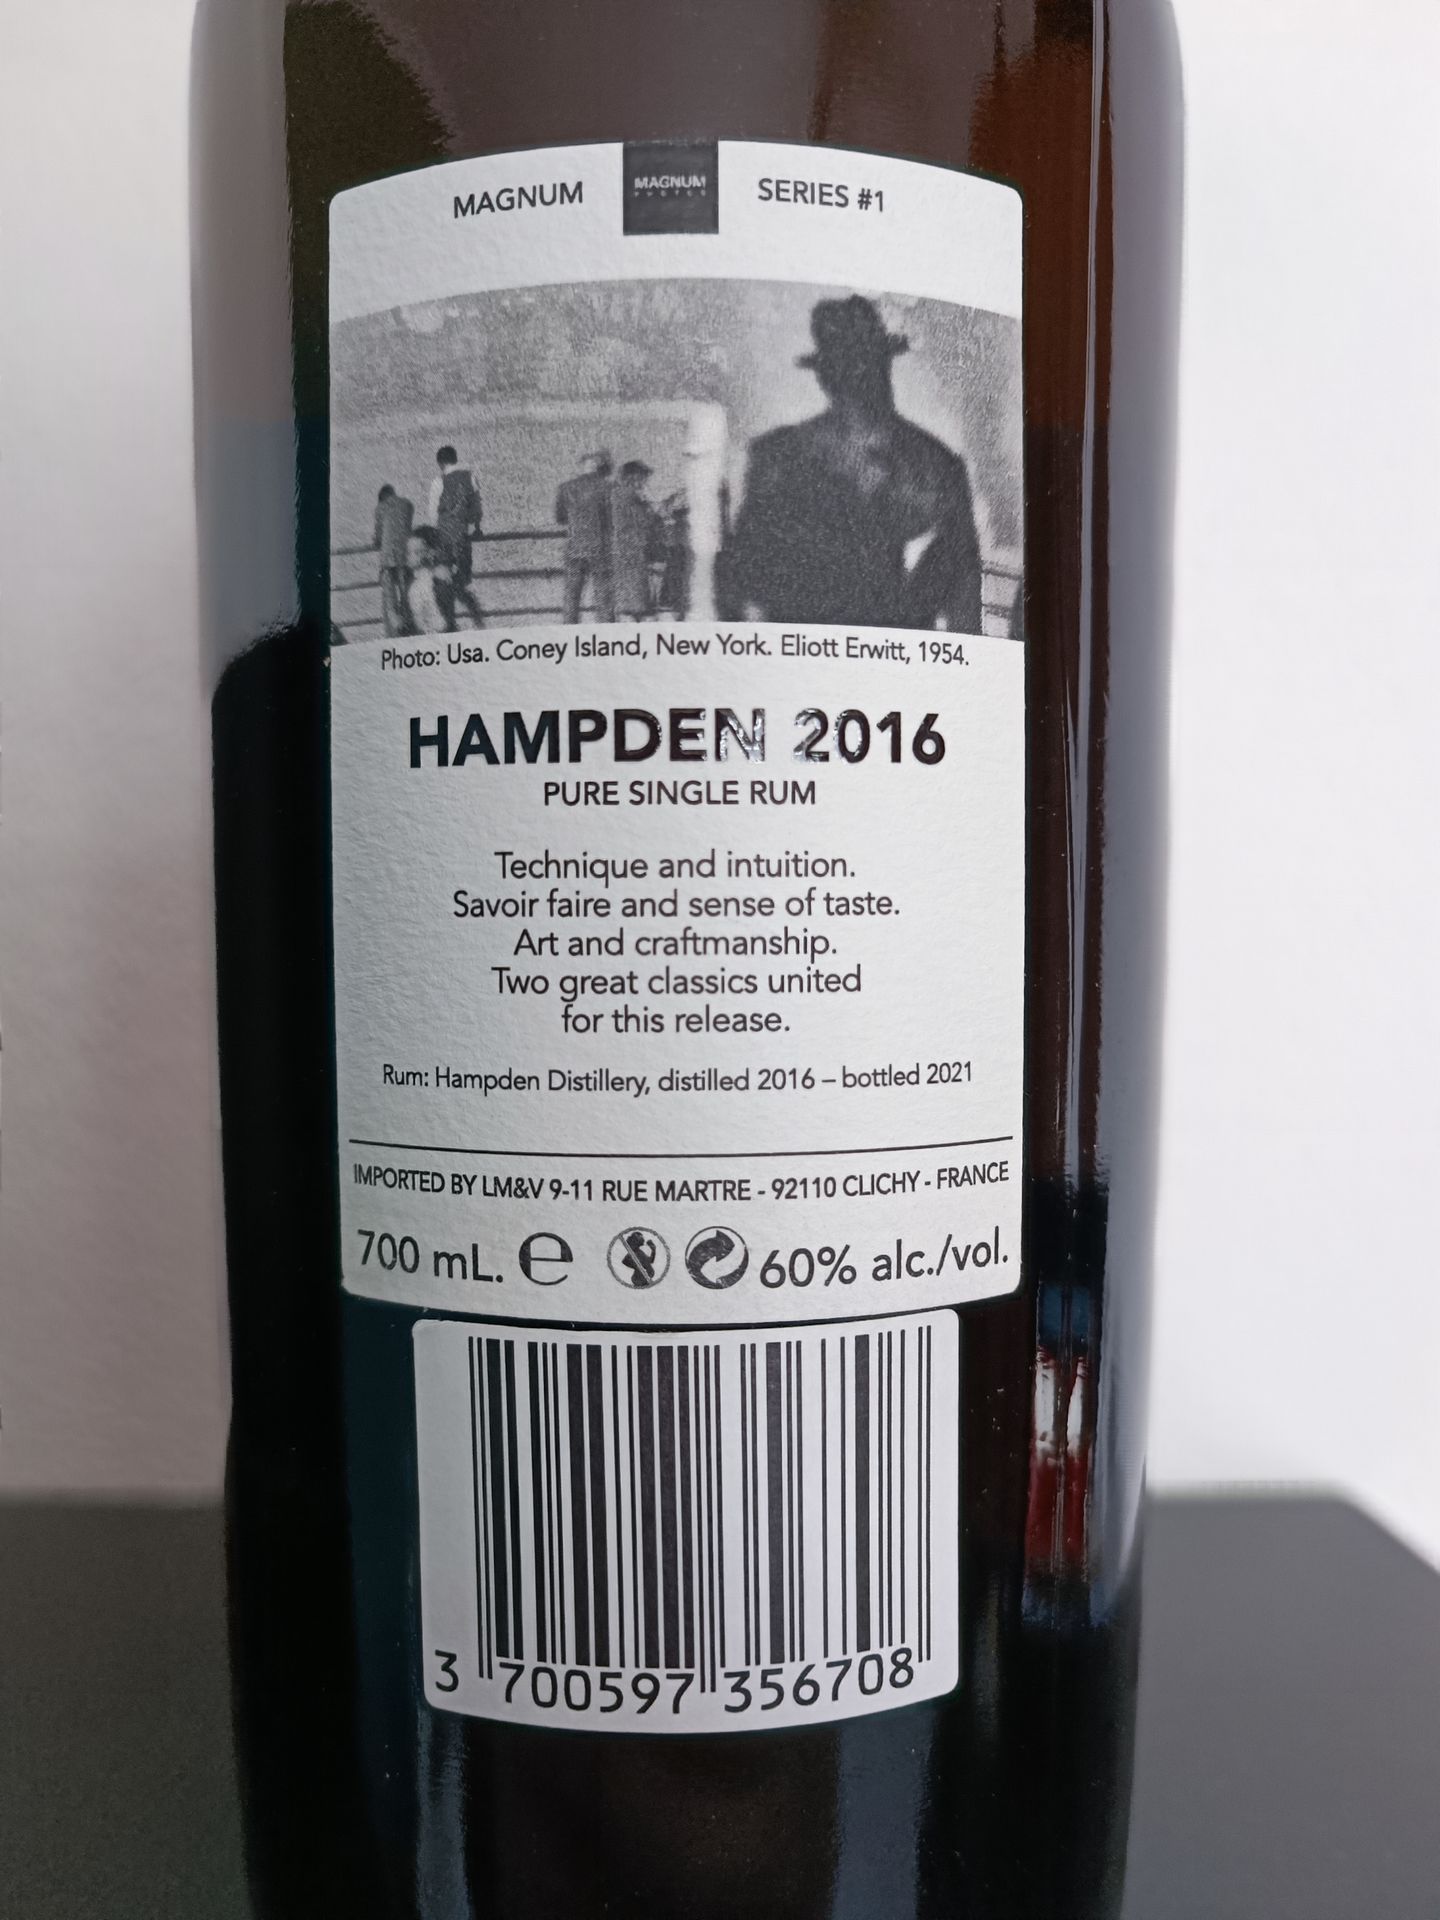 MAGNUM MAGNUM PHOTOS SERIES #1
Photo: Usa. Coney Island, New York. Eliott Erwitt, 1954.
HAMPDEN 2016
PURE SINGLE RUM
Technique and intuition.
Savoir faire and sense of taste.
Art and craftmanship.
Two great classics united
for this release.
Rum: Hampden Distillery, distilled 2016 – bottled 2021
IMPORTED BY LM&V 9-11 RUE MARTRE - 92110 CLICHY - FRANCE
700 mL. e 60% alc./vol.
3 700597 356708